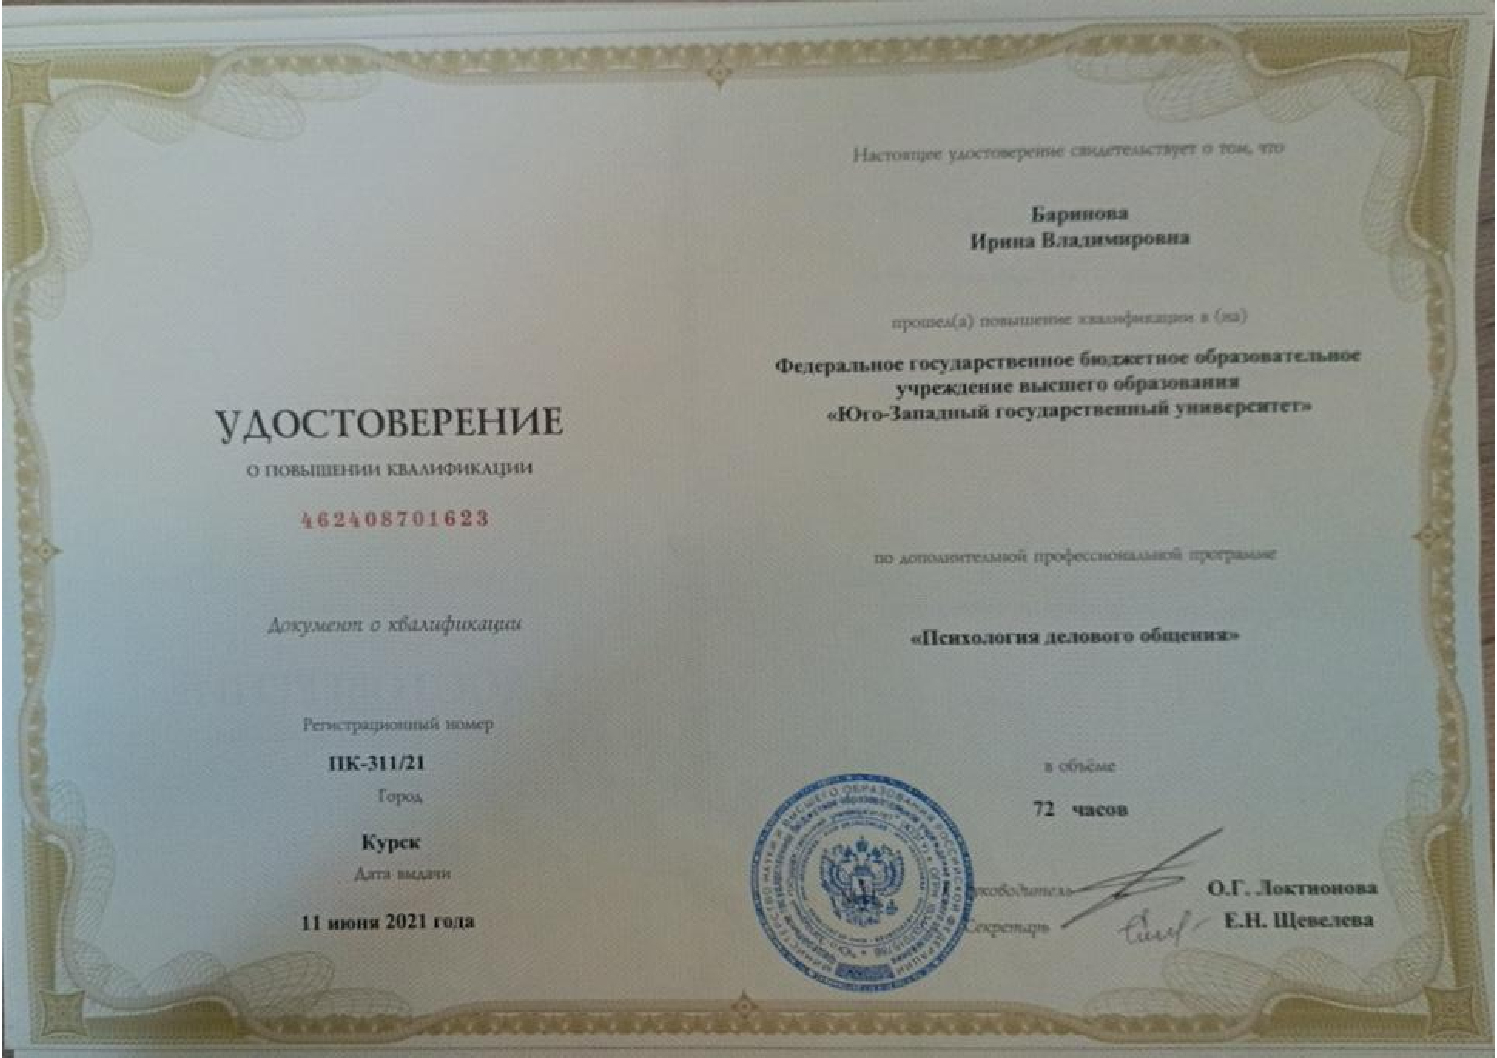 УДОСТОВЕРЕНИЕ
О ПОВЫШЕНИИ КВАЛИФИКАЦИИ
462408701623
Документ о квалификации
Регистрационный номер
ПК-311/21
Город
Курск
Дата выдачи
11 июня 2021 года
Настоящее удостоверение свидетельствует о том, что
Баринова
Ирина Владимировна
прошел(а) повышение квалификации в (на)
Федеральное государственное бюджетное образовательное
учреждение высшего образования
«Юго-Западный государственный университет»
по дополнительной профессиональной программе
«Психология делового общения»
в объёме
72 часов
Руководитель О.Г. Локтионова
Секретарь Е.Н. Щевелева